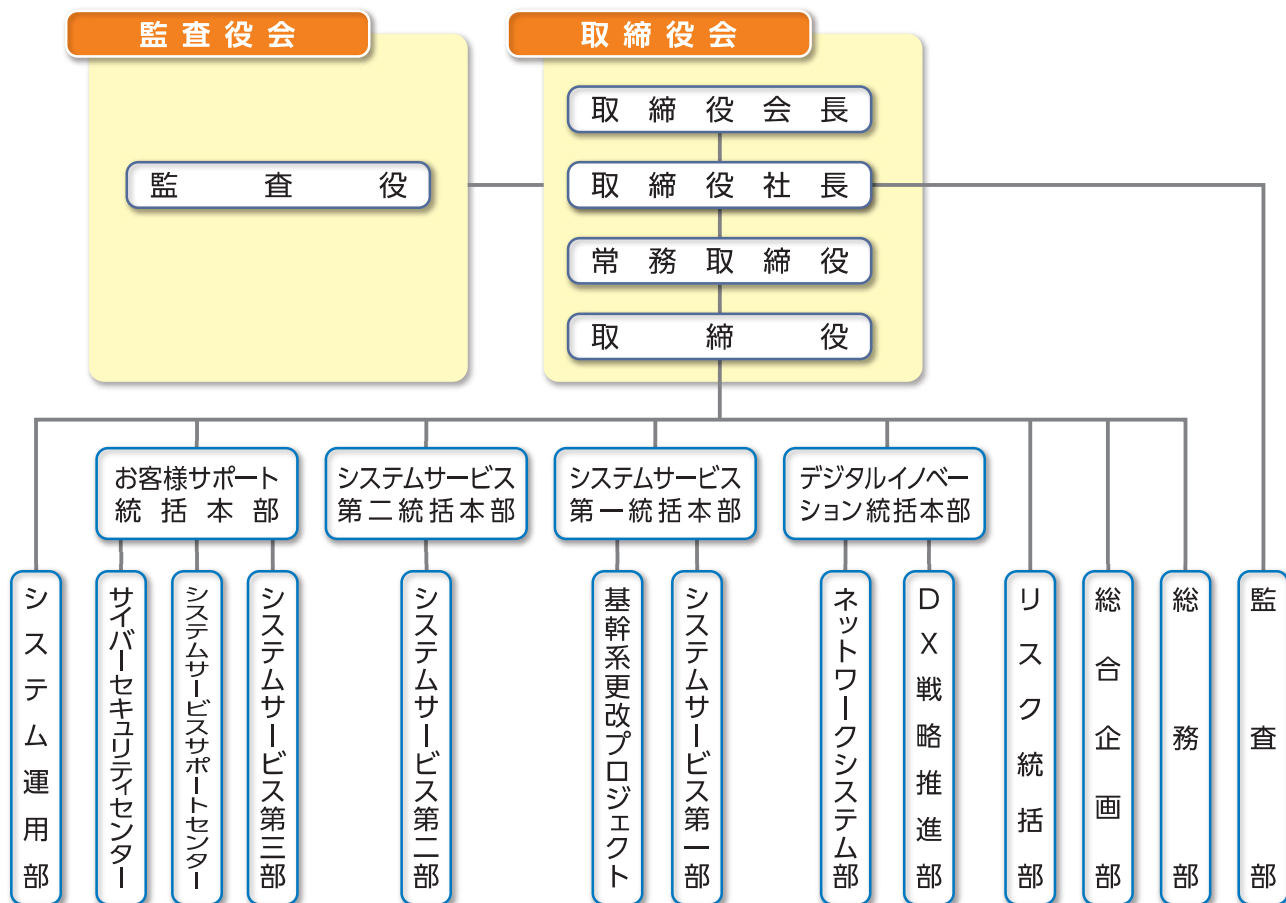 監査役会
取締役会
取締役会長
監査役
取締役社長
常務取締役
取締役
お客様サポート
統括本部
システムサービス
第二統括本部
システムサービス
第一統括本部
デジタルイノベー
ション統括本部
システム運用部
サイバーセキュリティセンター
システムサービスサポートセンター
システムサービス第三部
システムサービス第二部
基幹系更改プロジェクト
システムサービス第一部
ネットワークシステム部
DX戦略推進部
リスク統括部
総合企画部
総務部
監査部